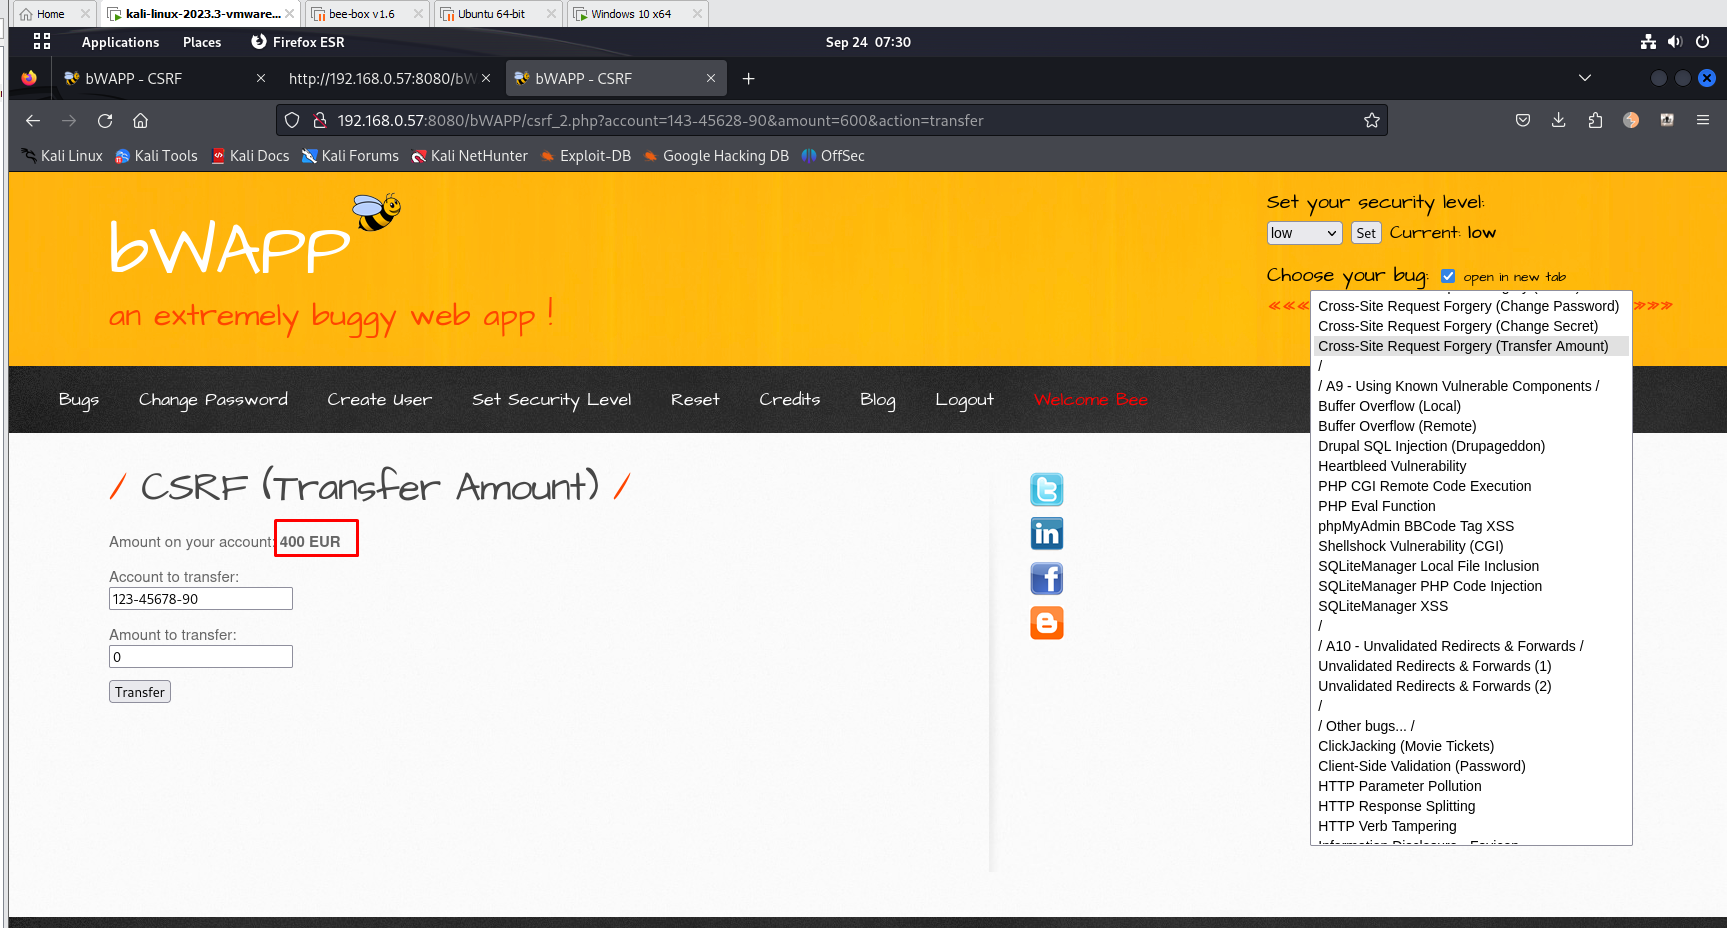 Home
kali-linux-2023.3-vmware...
bee-box v1.6
Ubuntu 64-bit
Windows 10 x64
Applications
Places
Firefox ESR
Sep 24 07:30
bWAPP - CSRF
http://192.168.0.57:8080/bW
bWAPP - CSRF
192.168.0.57:8080/bWAPP/csrf_2.php?account=143-45628-90&amount=600&action=transfer
Kali Linux
Kali Tools
Kali Docs
Kali Forums
Kali NetHunter
Exploit-DB
Google Hacking DB
OffSec
bWAPP
an extremely buggy web app !
Set your security level:
low
Set
Current: low
Choose your bug:
open in new tab
Cross-Site Request Forgery (Change Password)
Cross-Site Request Forgery (Change Secret)
Cross-Site Request Forgery (Transfer Amount)
/
/ A9 - Using Known Vulnerable Components /
Buffer Overflow (Local)
Buffer Overflow (Remote)
Drupal SQL Injection (Drupageddon)
Heartbleed Vulnerability
PHP CGI Remote Code Execution
PHP Eval Function
phpMyAdmin BBCode Tag XSS
Shellshock Vulnerability (CGI)
SQLiteManager Local File Inclusion
SQLiteManager PHP Code Injection
SQLiteManager XSS
/
/ A10 - Unvalidated Redirects & Forwards /
Unvalidated Redirects & Forwards (1)
Unvalidated Redirects & Forwards (2)
/
/ Other bugs... /
ClickJacking (Movie Tickets)
Client-Side Validation (Password)
HTTP Parameter Pollution
HTTP Response Splitting
HTTP Verb Tampering
Bugs
Change Password
Create User
Set Security Level
Reset
Credits
Blog
Logout
Welcome Bee
/ CSRF (Transfer Amount) /
Amount on your account: 400 EUR
Account to transfer:
123-45678-90
Amount to transfer:
0
Transfer